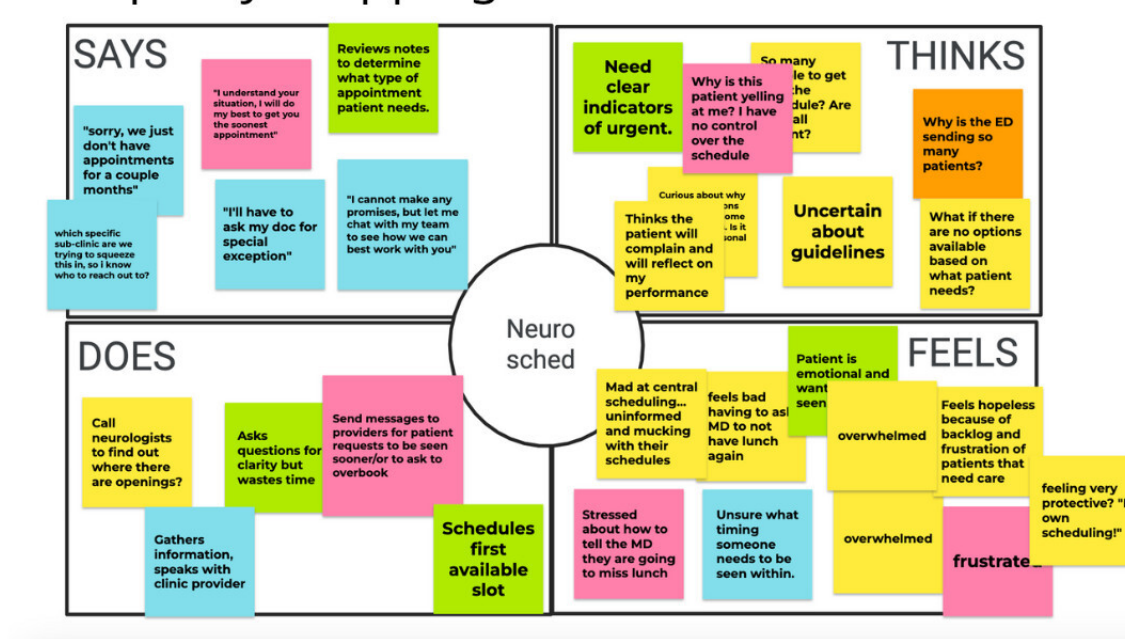 SAYS
Reviews notes
to determine
what type of
appointment
patient needs.
"I understand your
situation, I will do
my best to get you
the soonest
appointment"
"sorry, we just
don't have
appointments
for a couple
months"
"I'll have to
ask my doc for
special
exception"
"I cannot make any
promises, but let me
chat with my team
to see how we can
best work with you"
which specific
sub-clinic are we
trying to squeeze
this in, so i know
who to reach out to?
THINKS
Need
clear
indicators
of urgent.
Why is this
patient yelling
at me? I have
no control
over the
schedule
So many
to get
the
Are
Why is the ED
sending so
many
patients?
Curious about why
Is it
Thinks the
patient will
complain and
will reflect on
my
performance
Uncertain
about
guidelines
What if there
are no options
available
based on
what patient
needs?
Neuro
sched
DOES
Call
neurologists
to find out
where there
are openings?
Asks
questions for
clarity but
wastes time
Send messages to
providers for patient
requests to be seen
sooner/or to ask to
overbook
Gathers
information,
speaks with
clinic provider
Schedules
first
available
slot
FEELS
Patient is
emotional and
seen
Mad at central
scheduling...
uninformed
and mucking
with their
schedules
feels bad
having to ask
MD to not
have lunch
again
overwhelmed
Feels hopeless
because of
backlog and
frustration of
patients that
need care
feeling very
protective?
own
scheduling!"
Stressed
about how to
tell the MD
they are going
to miss lunch
Unsure what
timing
someone
needs to be
seen within.
overwhelmed
frustrated